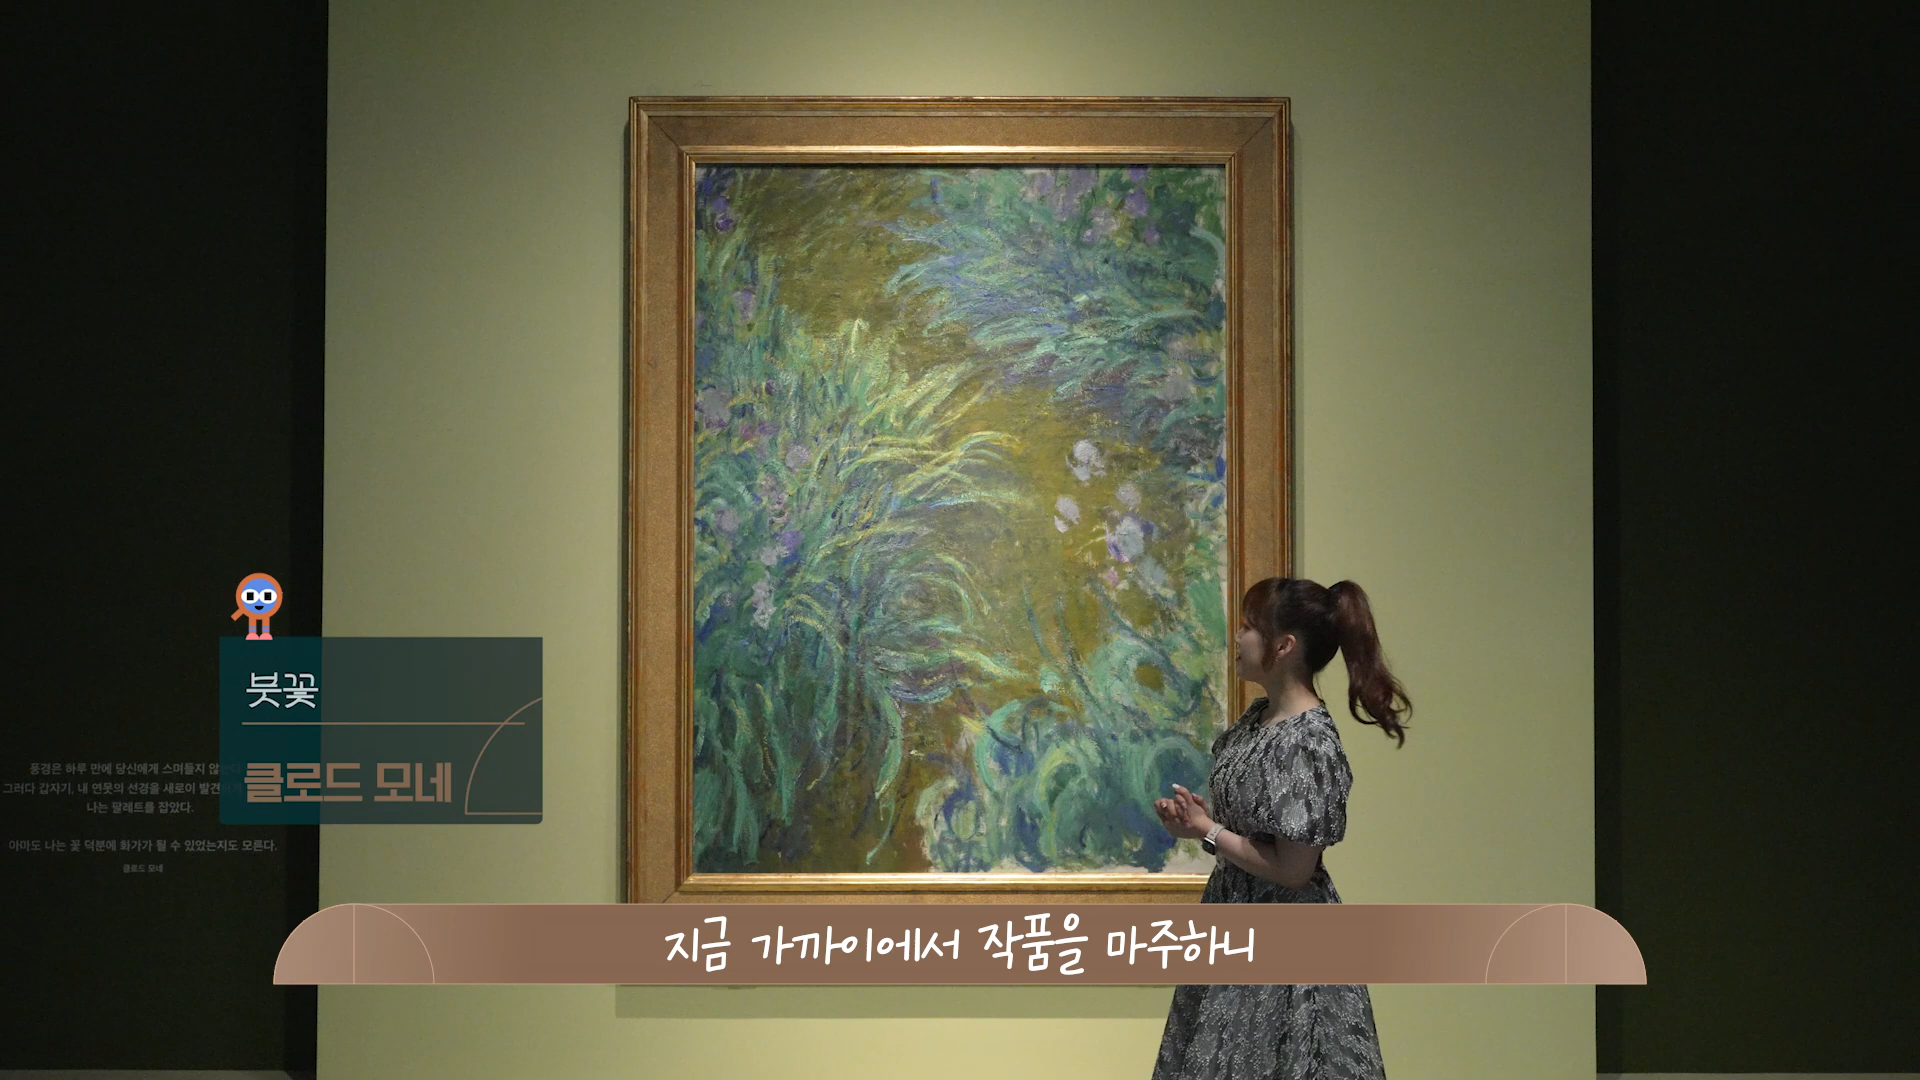 붓꽃
클로드 모네
풍경은 하루 만에 당신에게 스며들지 않
그러다 갑자기, 내 연못의 선경을 새로이 발견
나는 팔레트를 잡았다.
아마도 나는 꽃 덕분에 화가가 될 수 있었는지도 모른다.
클로드 모네
지금 가까이에서 작품을 마주하니